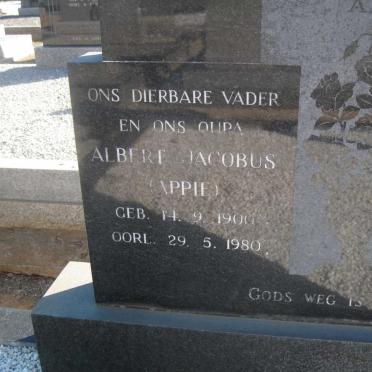 ONS DIERBARE VADER
EN ONS OUPA
ALBERT JACOBUS
(APPIE)
GEB. 14. 9. 1900
OORL. 29. 5. 1980
GODS WEG IS